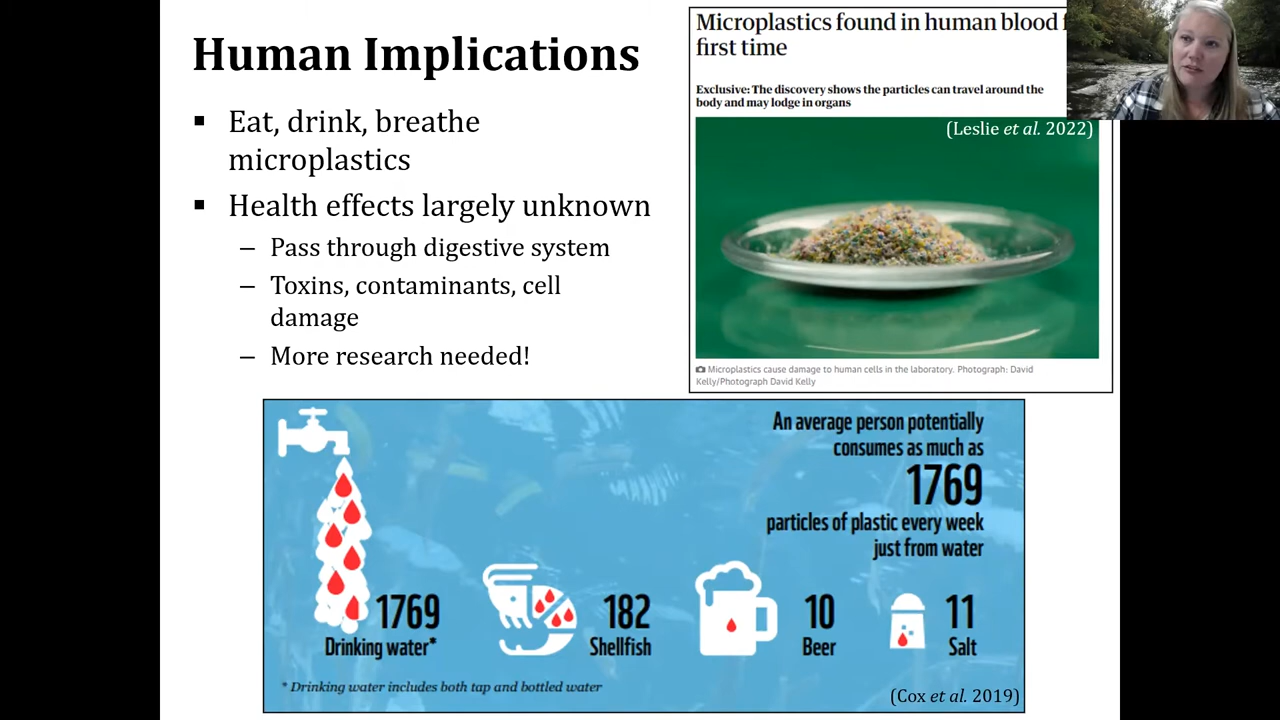 Human Implications
▪ Eat, drink, breathe
microplastics
▪ Health effects largely unknown
– Pass through digestive system
– Toxins, contaminants, cell
damage
– More research needed!
Microplastics found in human blood
first time
Exclusive: The discovery shows the particles can travel around the
body and may lodge in organs
(Leslie et al. 2022)
Microplastics cause damage to human cells in the laboratory. Photograph: David
Kelly/Photograph David Kelly
An average person potentially
consumes as much as
1769
particles of plastic every week
just from water
1769
Drinking water*
182
Shellfish
10
Beer
11
Salt
* Drinking water includes both tap and bottled water
(Cox et al. 2019)